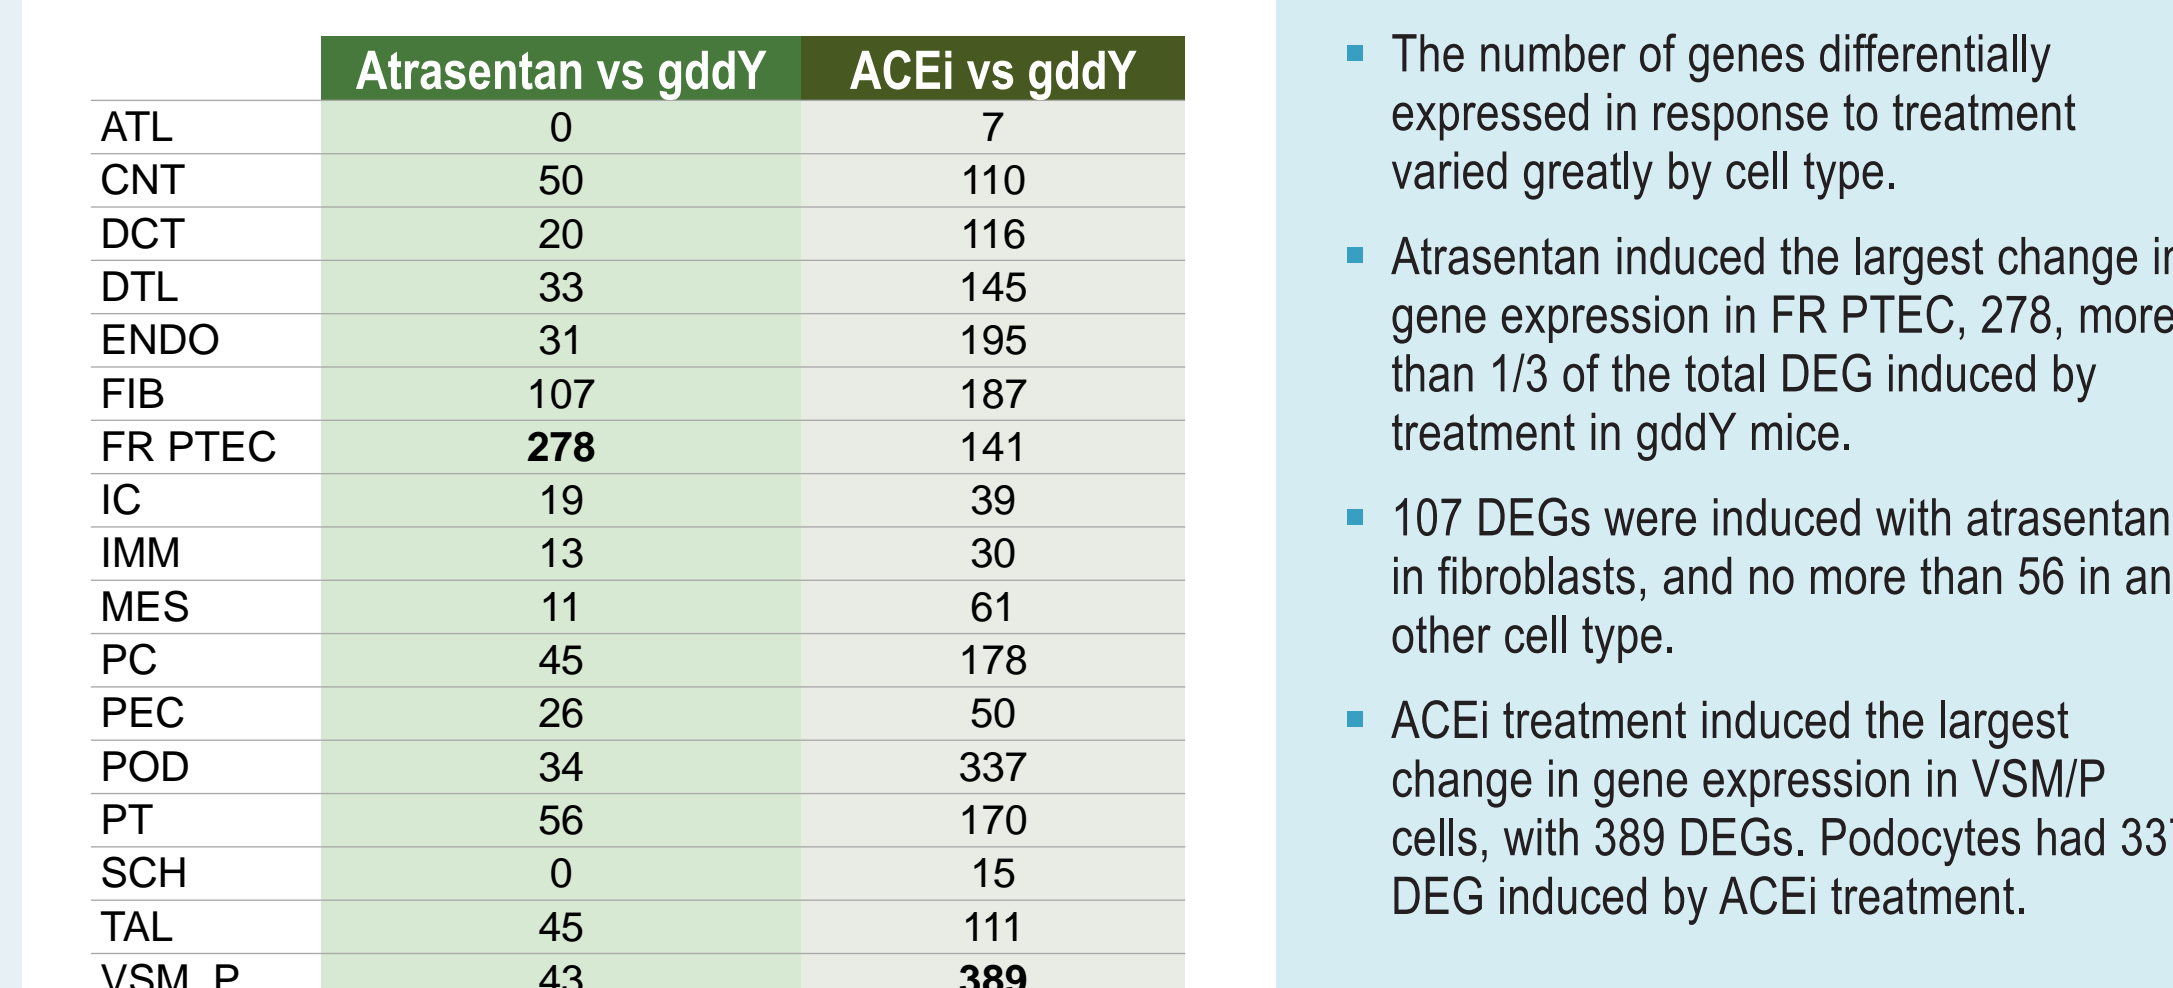 Atrasentan vs gddY ACEi vs gddY
ATL 0 7
CNT 50 110
DCT 20 116
DTL 33 145
ENDO 31 195
FIB 107 187
FR PTEC 278 141
IC 19 39
IMM 13 30
MES 11 61
PC 45 178
PEC 26 50
POD 34 337
PT 56 170
SCH 0 15
TAL 45 111
VSM_P 43 389
The number of genes differentially
expressed in response to treatment
varied greatly by cell type.
Atrasentan induced the largest change in
gene expression in FR PTEC, 278, more
than 1/3 of the total DEG induced by
treatment in gddY mice.
107 DEGs were induced with atrasentan
in fibroblasts, and no more than 56 in an
other cell type.
ACEi treatment induced the largest
change in gene expression in VSM/P
cells, with 389 DEGs. Podocytes had 337
DEG induced by ACEi treatment.